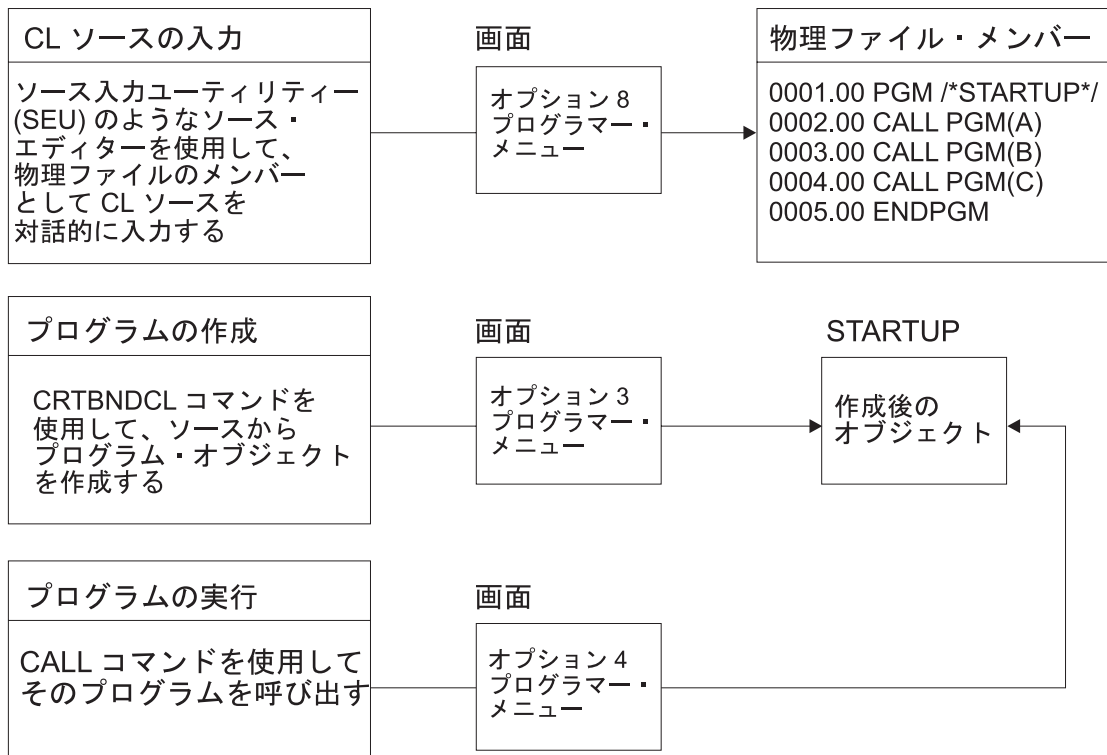 CL ソースの入力
ソース入力ユーティリティー
(SEU) のようなソース・
エディターを使用して、
物理ファイルのメンバー
として CL ソースを
対話的に入力する
画面
オプション 8
プログラマー・
メニュー
物理ファイル・メンバー
0001.00 PGM /*STARTUP*/
0002.00 CALL PGM(A)
0003.00 CALL PGM(B)
0004.00 CALL PGM(C)
0005.00 ENDPGM
プログラムの作成
CRTBNDCL コマンドを
使用して、ソースから
プログラム・オブジェクト
を作成する
画面
オプション 3
プログラマー・
メニュー
STARTUP
作成後の
オブジェクト
プログラムの実行
CALL コマンドを使用して
そのプログラムを呼び出す
画面
オプション 4
プログラマー・
メニュー